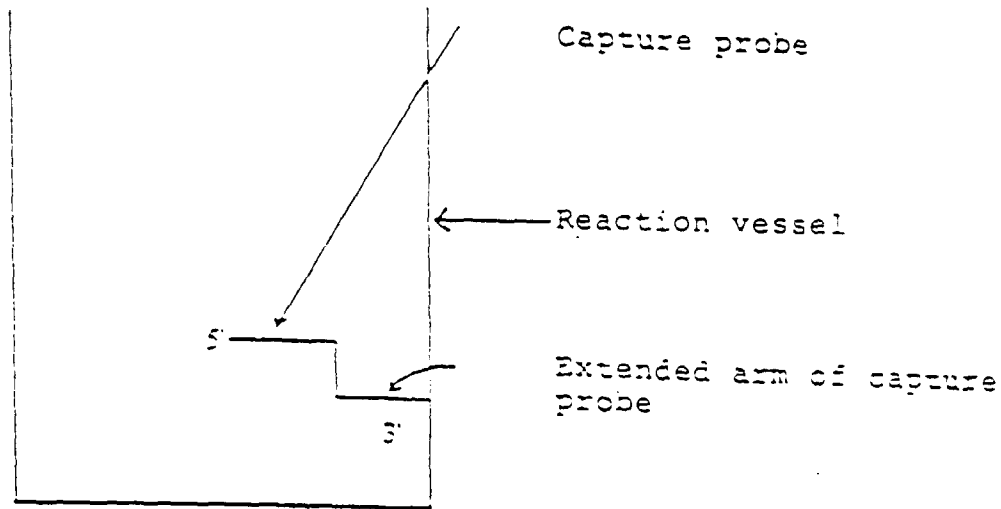 Capture probe
Reaction vessel
5'
Extended arm of capture
probe
3'